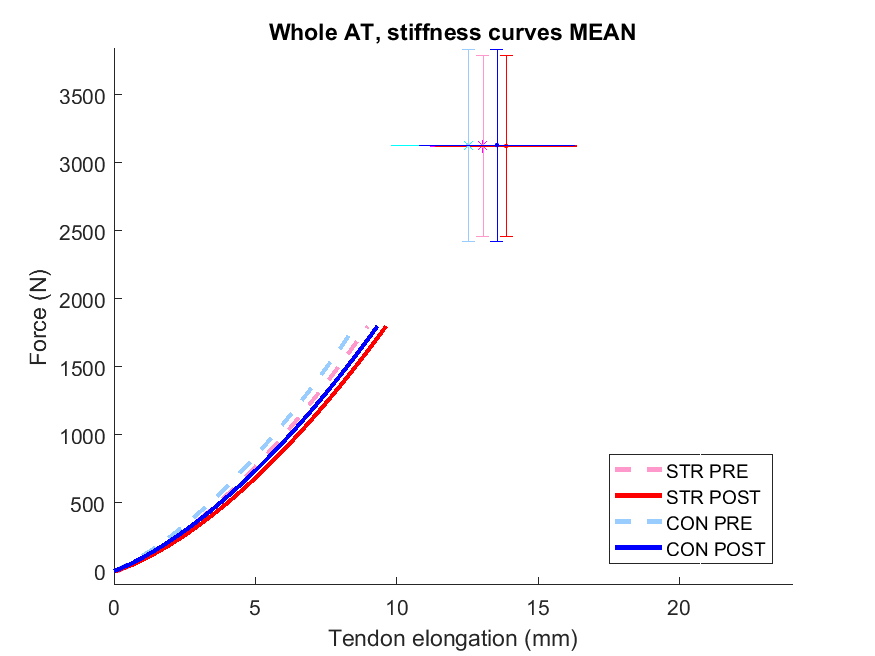 Whole AT, stiffness curves MEAN
3500
3000
2500
2000
1500
1000
500
0
Force (N)
0 5 10 15 20
Tendon elongation (mm)
STR PRE
STR POST
CON PRE
CON POST